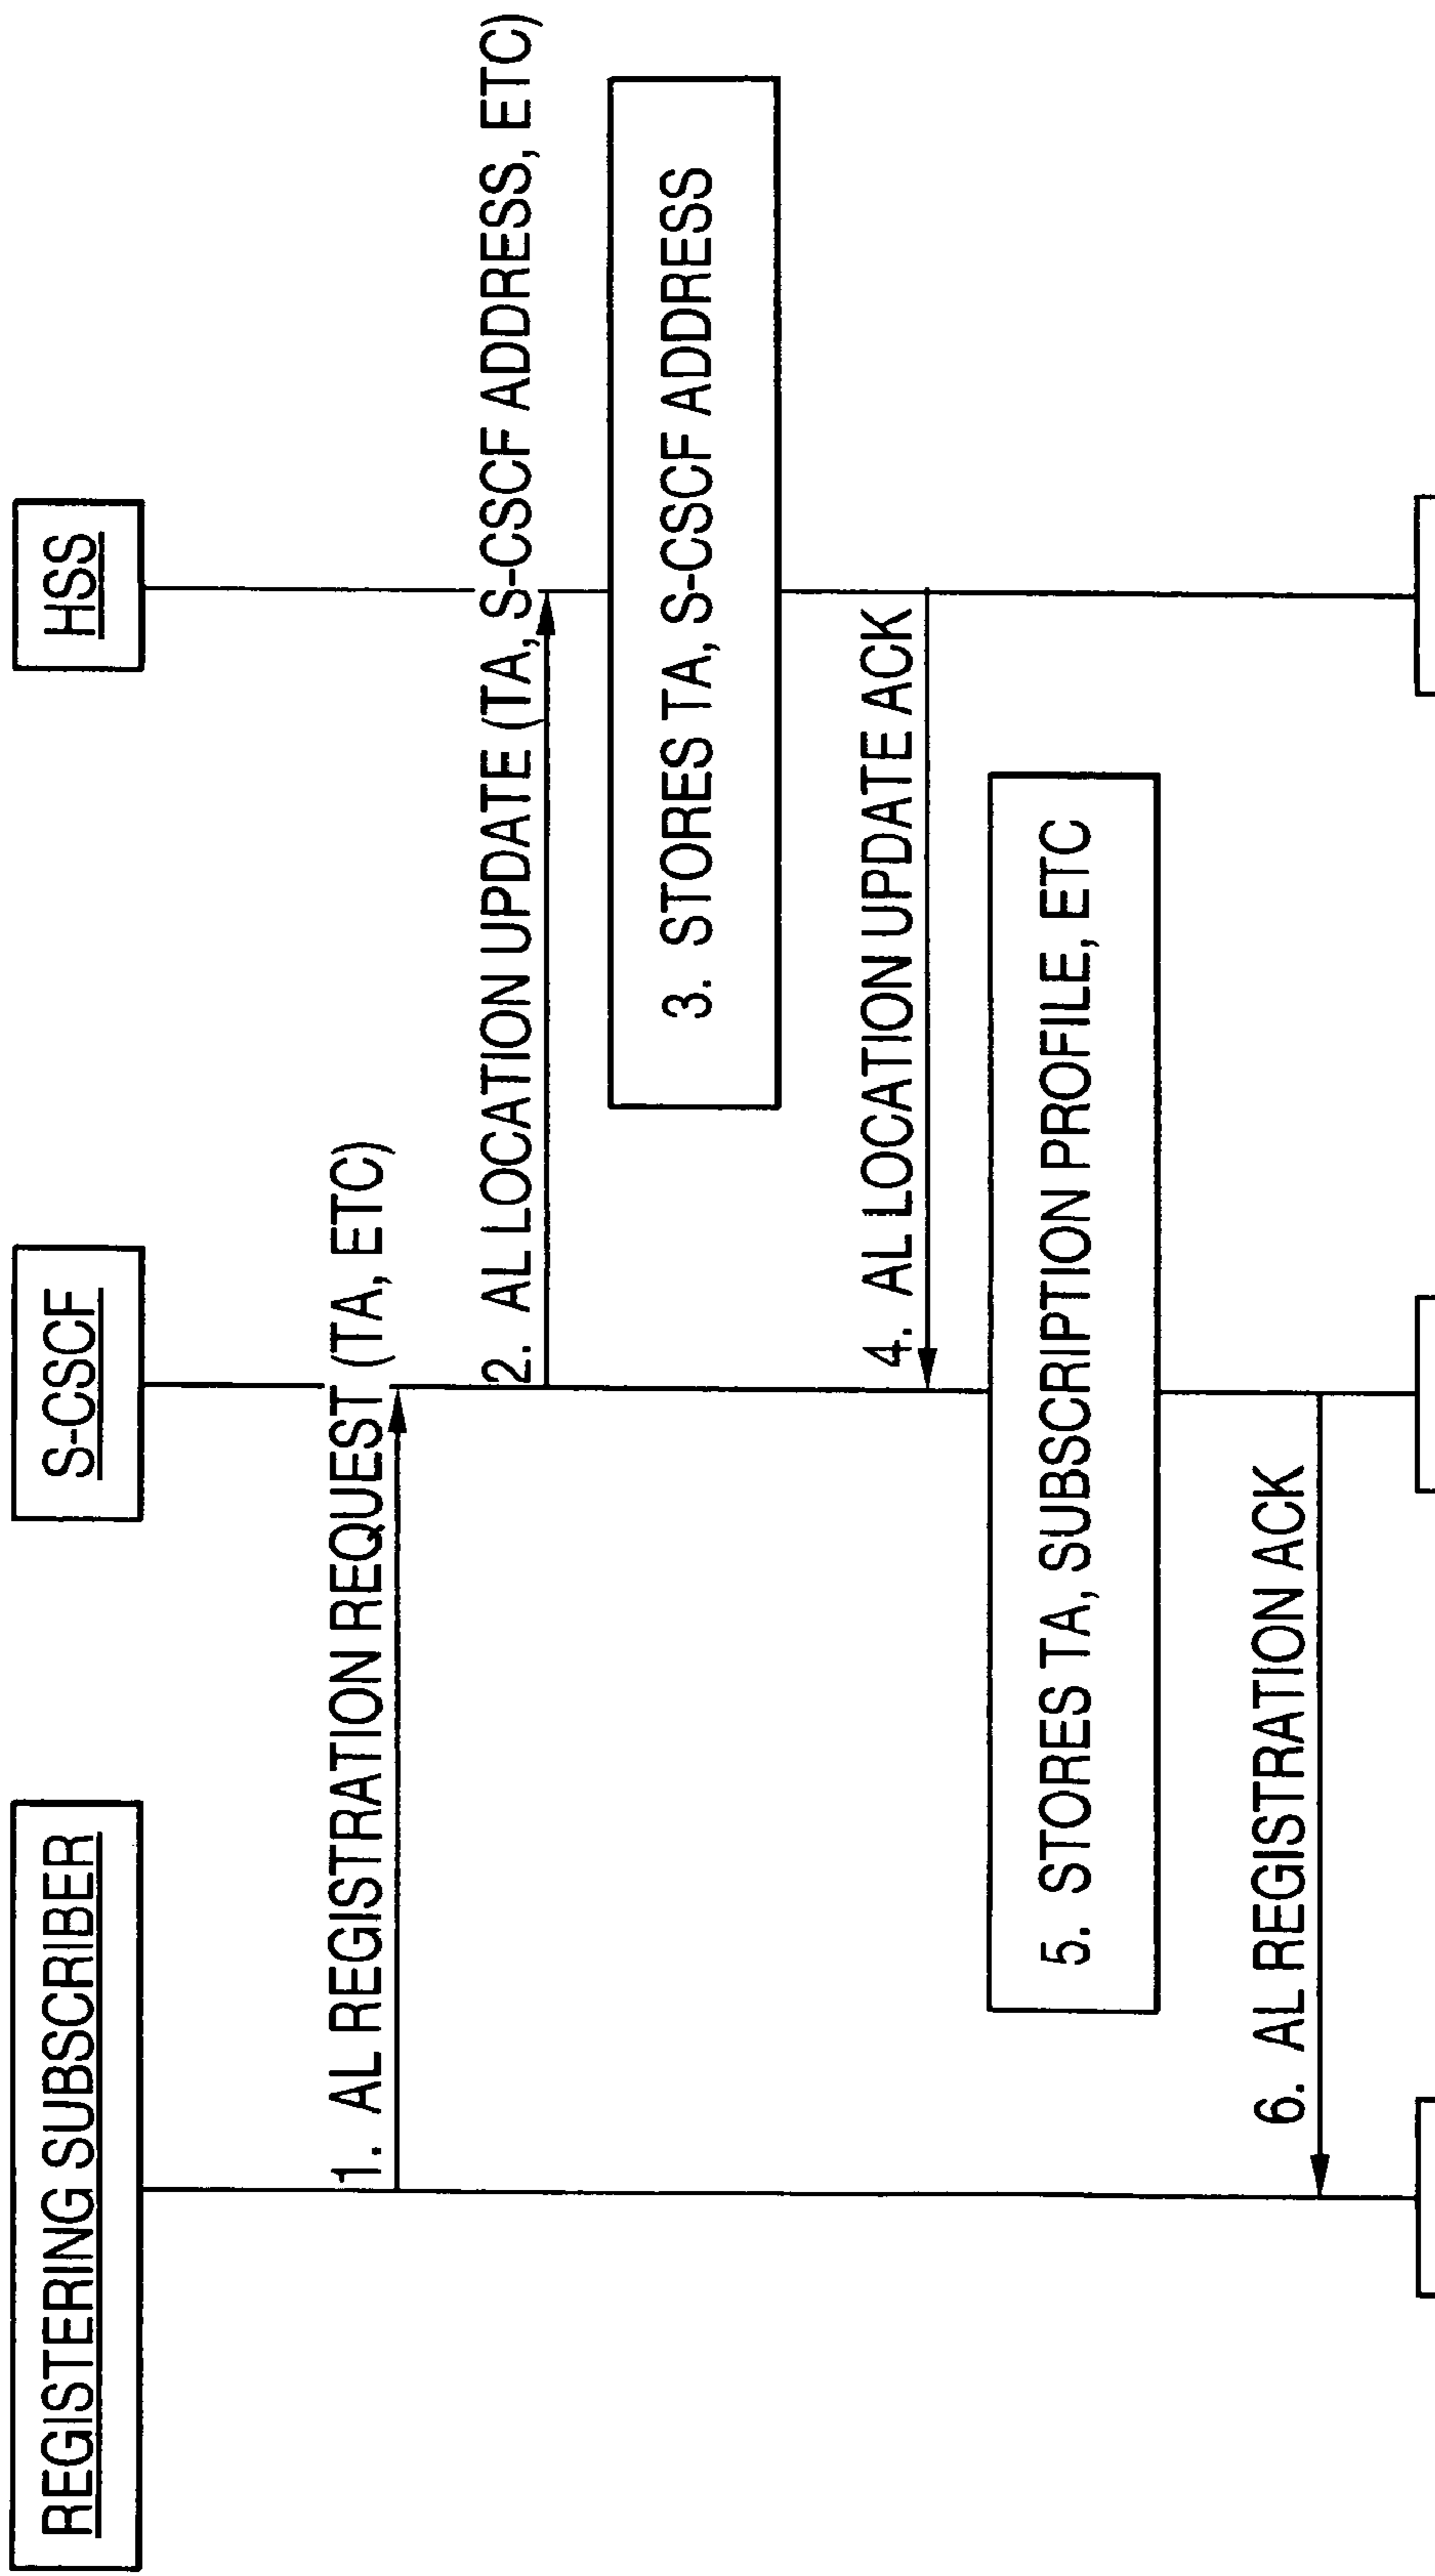 REGISTERING SUBSCRIBER
S-CSCF
HSS
1. AL REGISTRATION REQUEST (TA, ETC)
2. AL LOCATION UPDATE (TA, S-CSCF ADDRESS, ETC)
3. STORES TA, S-CSCF ADDRESS
4. AL LOCATION UPDATE ACK
5. STORES TA, SUBSCRIPTION PROFILE, ETC
6. AL REGISTRATION ACK